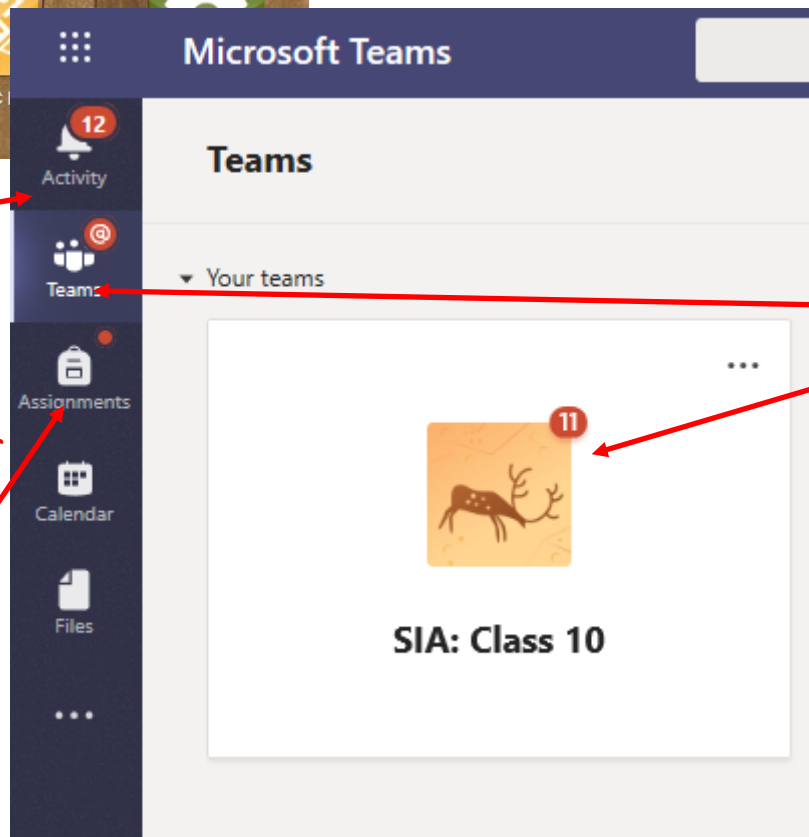 Microsoft Teams
12
Activity
Teams
@
Teams
Your teams
Assignments
11
Calendar
Files
SIA: Class 10